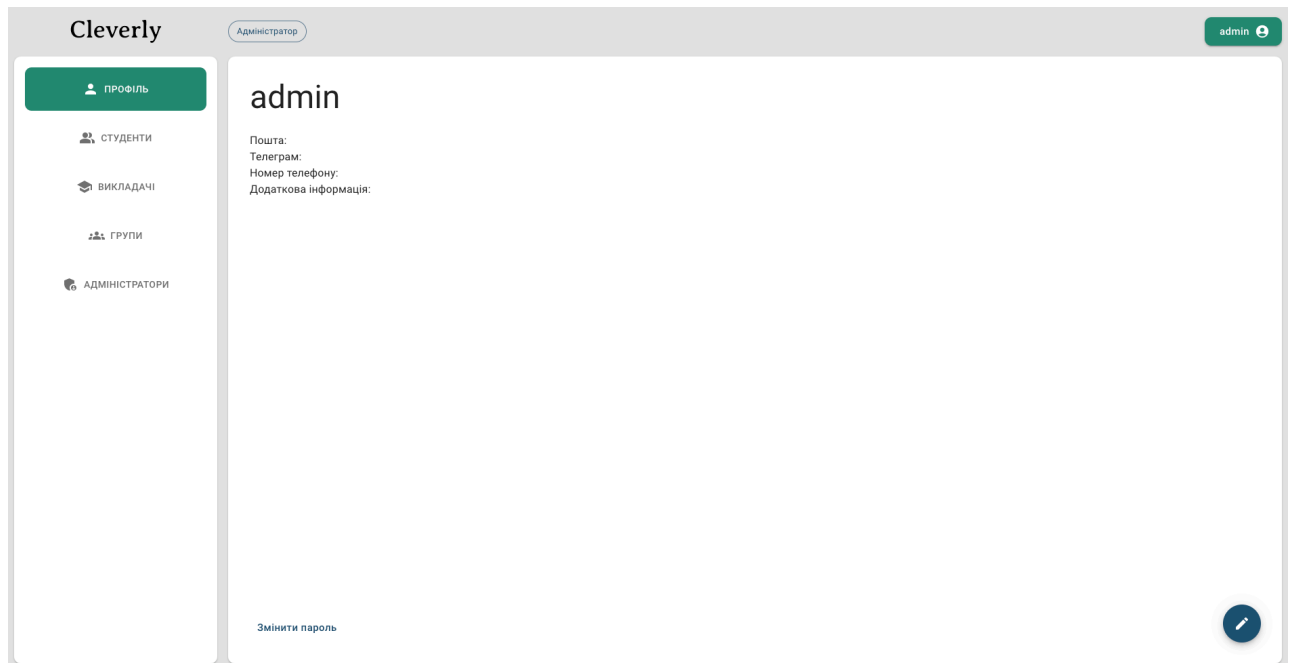 Cleverly
Адміністратор
admin
ПРОФІЛЬ
СТУДЕНТИ
ВИКЛАДАЧІ
ГРУПИ
АДМІНІСТРАТОРИ
admin
Пошта:
Телеграм:
Номер телефону:
Додаткова інформація:
Змінити пароль